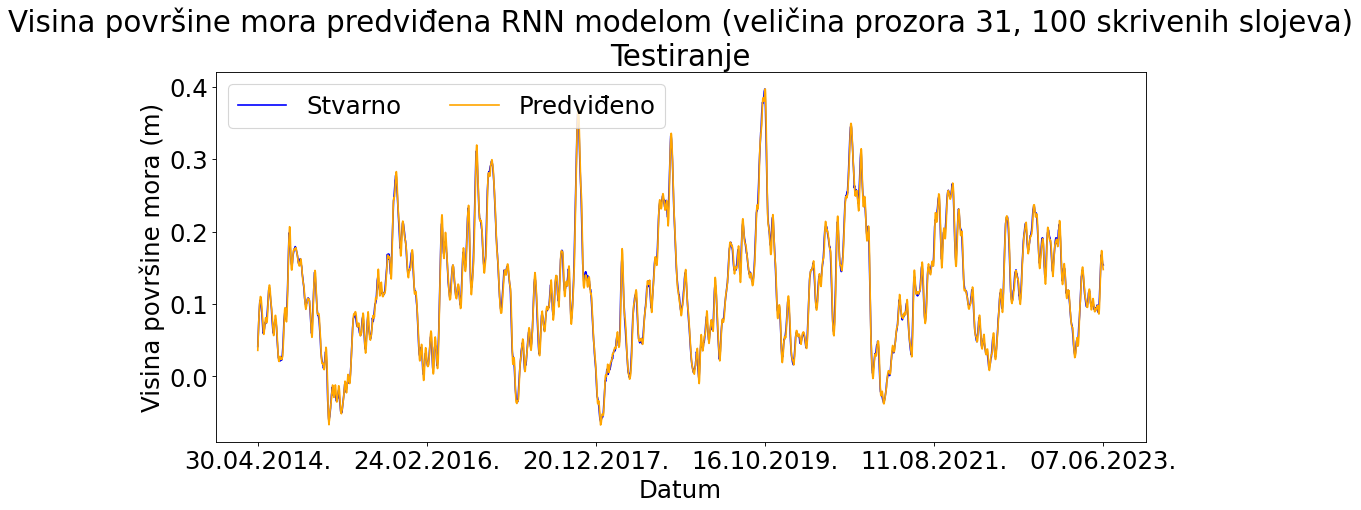 Visina površine mora predviđena RNN modelom (veličina prozora 31, 100 skrivenih slojeva)
Testiranje
Stvarno Predviđeno
Visina površine mora (m)
0.4
0.3
0.2
0.1
0.0
30.04.2014. 24.02.2016. 20.12.2017. 16.10.2019. 11.08.2021. 07.06.2023.
Datum